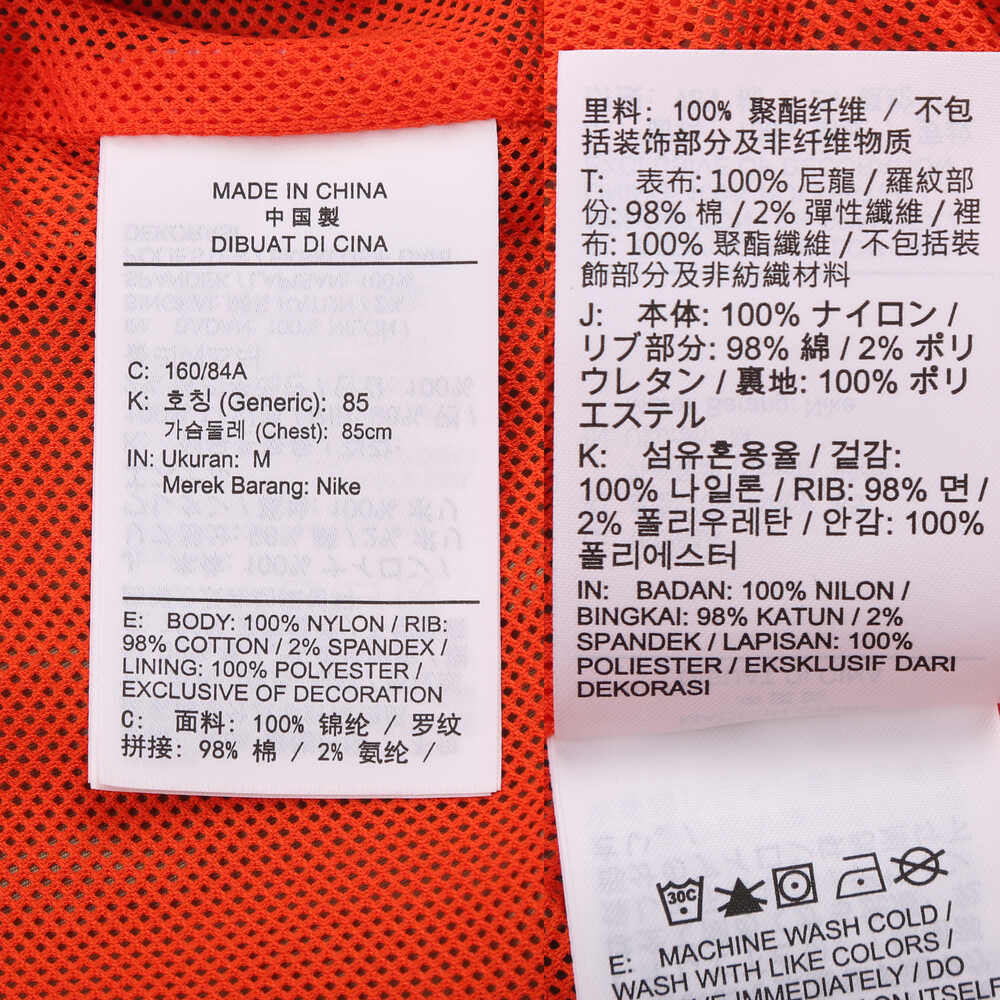 MADE IN CHINA
中国製
DIBUAT DI CINA
C: 160/84A
K: 호칭 (Generic): 85
가슴둘레 (Chest): 85cm
IN: Ukuran: M
Merek Barang: Nike
E: BODY: 100% NYLON / RIB:
98% COTTON / 2% SPANDEX /
LINING: 100% POLYESTER /
EXCLUSIVE OF DECORATION
C: 面料: 100% 锦纶 / 罗纹
拼接: 98% 棉 / 2% 氨纶 /
里料: 100% 聚酯纤维 / 不包
括装饰部分及非纤维物质
T: 表布: 100% 尼龍 / 羅紋部
份: 98% 棉 / 2% 彈性纖維 / 裡
布: 100% 聚酯纖維 / 不包括裝
飾部分及非紡織材料
J: 本体: 100% ナイロン /
リブ部分: 98% 綿 / 2% ポリ
ウレタン / 裏地: 100% ポリ
エステル
K: 섬유혼용율 / 겉감:
100% 나일론 / RIB: 98% 면 /
2% 폴리우레탄 / 안감: 100%
폴리에스터
IN: BADAN: 100% NILON /
BINGKAI: 98% KATUN / 2%
SPANDEK / LAPISAN: 100%
POLIESTER / EKSKLUSIF DARI
DEKORASI
30C
E: MACHINE WASH COLD /
WASH WITH LIKE COLORS /
IMMEDIATELY / DO